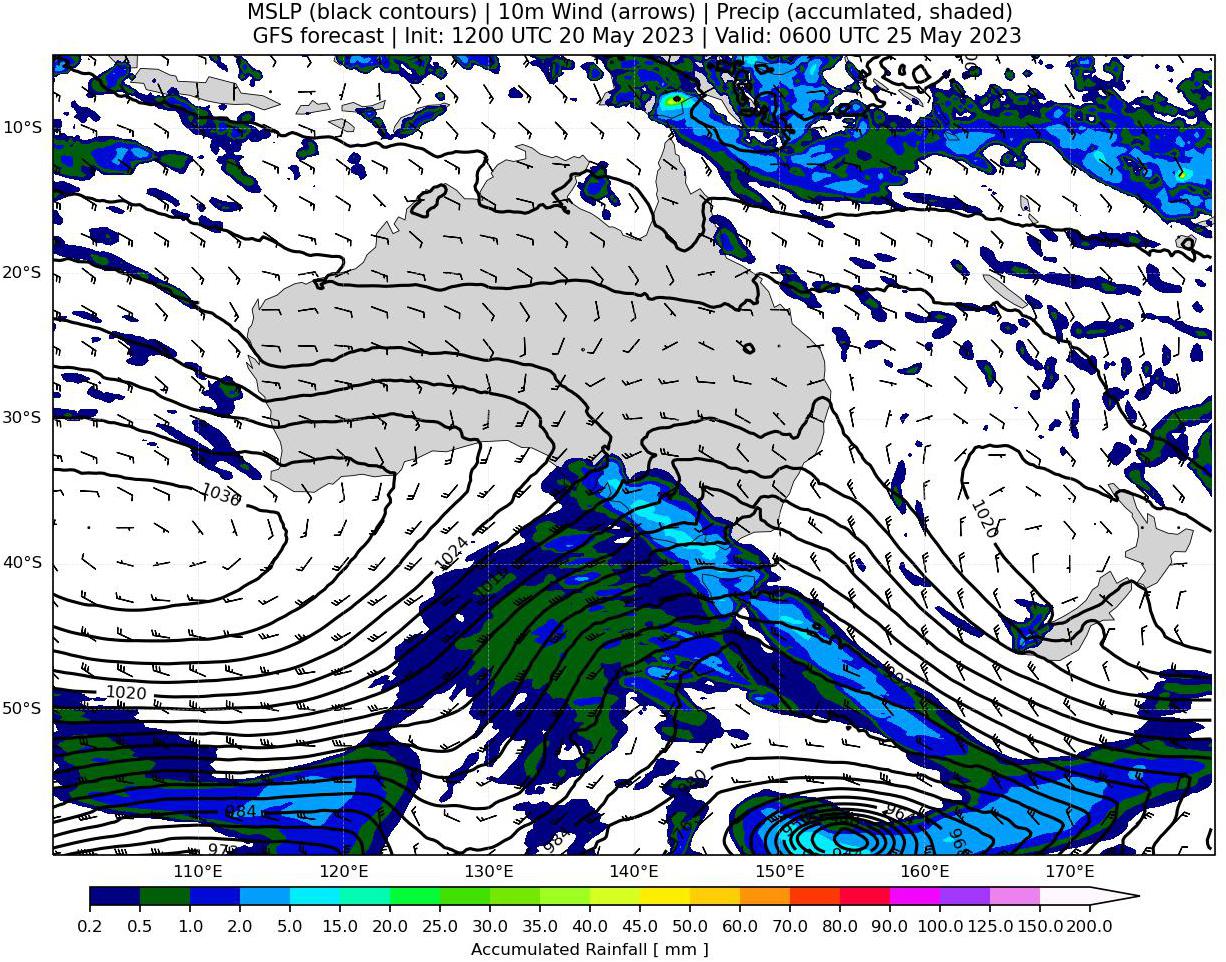 MSLP (black contours) | 10m Wind (arrows) | Precip (accumlated, shaded)
GFS forecast | Init: 1200 UTC 20 May 2023 | Valid: 0600 UTC 25 May 2023
10°S
20°S
30°S
1036
1020
40°S
1024
1020
50°S
984
984
976
968
110°E 120°E 130°E 140°E 150°E 160°E 170°E
0.2 0.5 1.0 2.0 5.0 10.0 15.0 20.0 25.0 30.0 35.0 40.0 45.0 50.0 60.0 70.0 80.0 90.0 100.0 125.0 150.0 200.0
Accumulated Rainfall [ mm ]